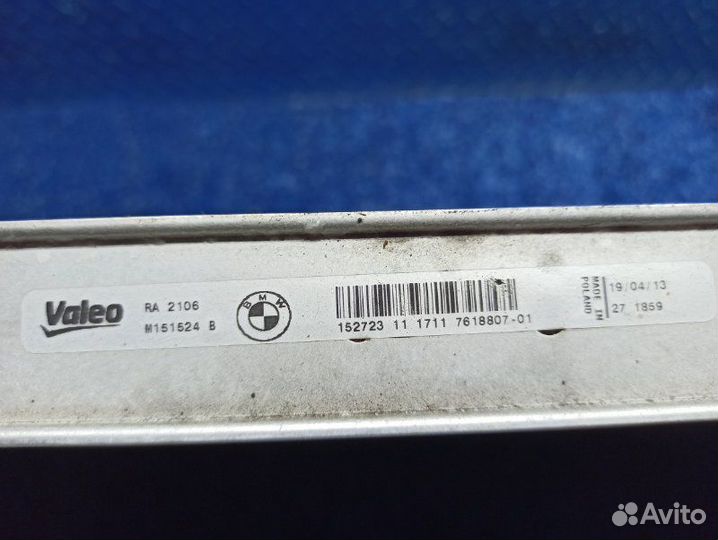 Valeo
RA 2106
M151524 B
BMW
152723 11 1711 7618807-01
MADE IN
POLAND
19/04/13
27 1859
Avito